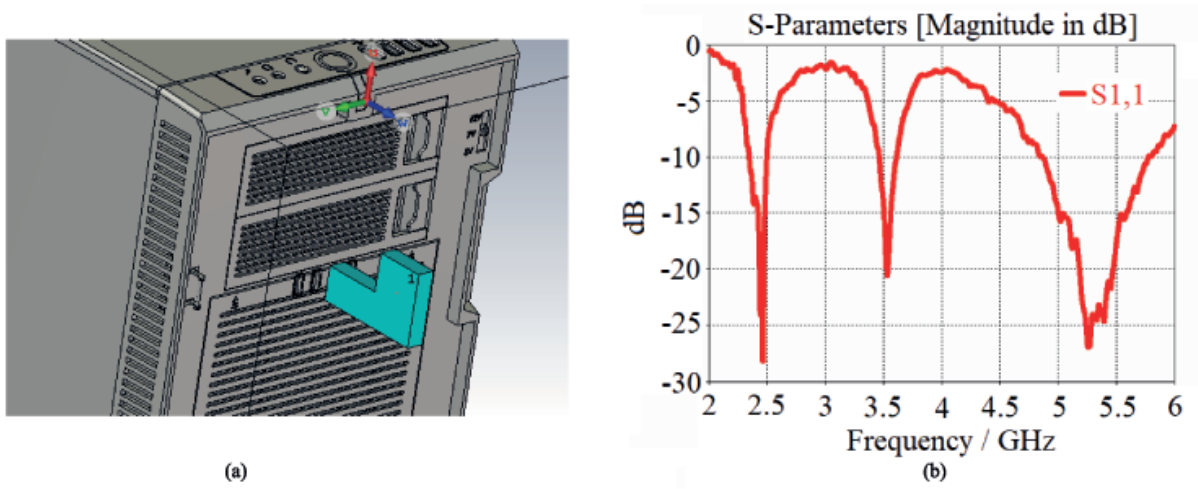 S-Parameters [Magnitude in dB]
0
-5
-10
-15
-20
-25
-30
dB
S1,1
2 2.5 3 3.5 4 4.5 5 5.5 6
Frequency / GHz
1
(a)
(b)